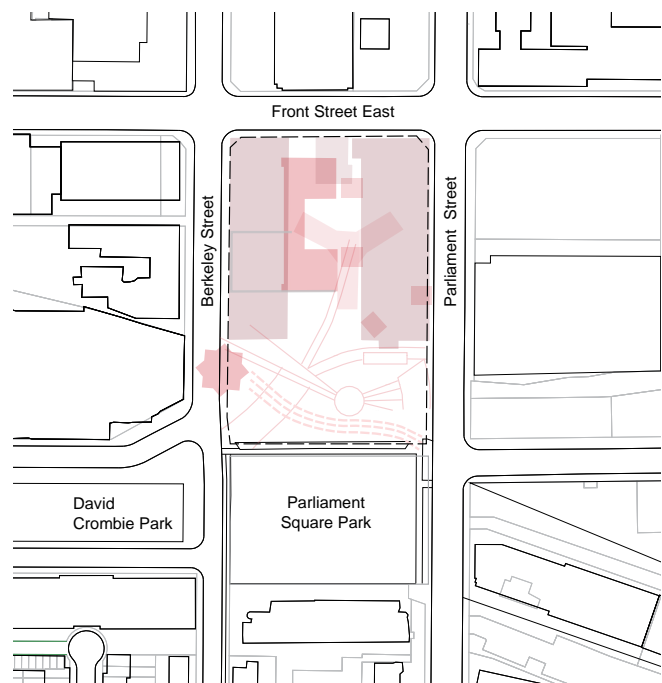 Front Street East
Berkeley Street
Parliament Street
David
Crombie Park
Parliament
Square Park